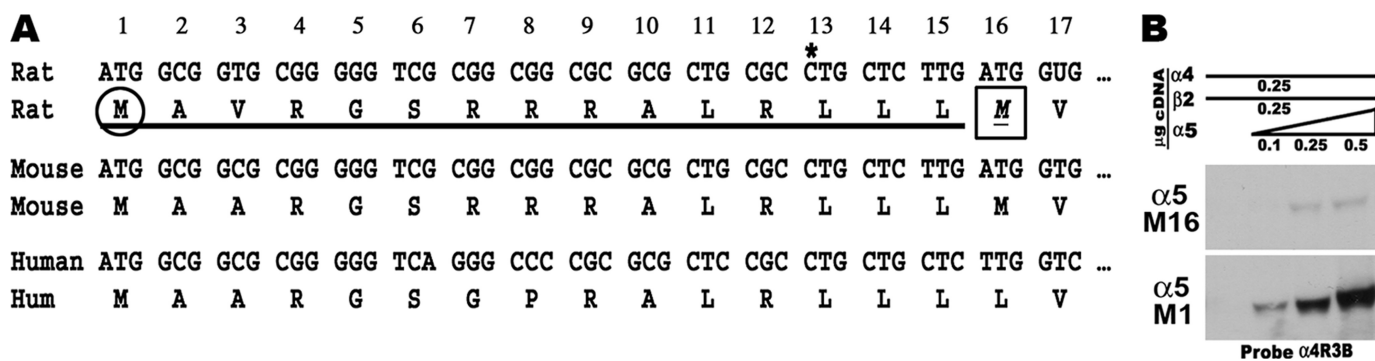 A
1 2 3 4 5 6 7 8 9 10 11 12 13 14 15 16 17
*
Rat ATG GCG GTG CGG GGG TCG CGG CGG CGC GCG CTG CGC CTG CTC TTG ATG GUG ...
Rat M A V R G S R R R A L R L L L M V
Mouse ATG GCG GCG CGG GGG TCG CGG CGG CGC GCG CTG CGC CTG CTC TTG ATG GTG ...
Mouse M A A R G S R R R A L R L L L M V
Human ATG GCG GCG CGG GGG TCA GGG CCC CGC GCG CTC CGC CTG CTG CTC TTG GTC ...
Hum M A A R G S G P R A L R L L L L V
B
µg cDNA
α4
0.25
β2
0.25
α5
0.1 0.25 0.5
α5
M16
α5
M1
Probe α4R3B